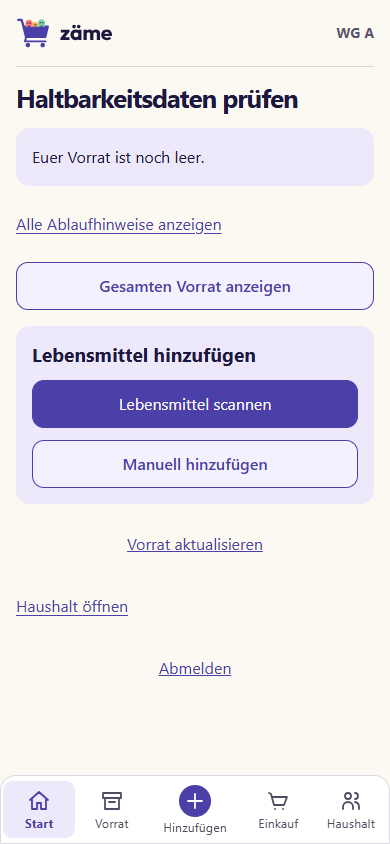 zäme
WG A
Haltbarkeitsdaten prüfen
Euer Vorrat ist noch leer.
Alle Ablaufhinweise anzeigen
Gesamten Vorrat anzeigen
Lebensmittel hinzufügen
Lebensmittel scannen
Manuell hinzufügen
Vorrat aktualisieren
Haushalt öffnen
Abmelden
Start
Vorrat
Hinzufügen
Einkauf
Haushalt